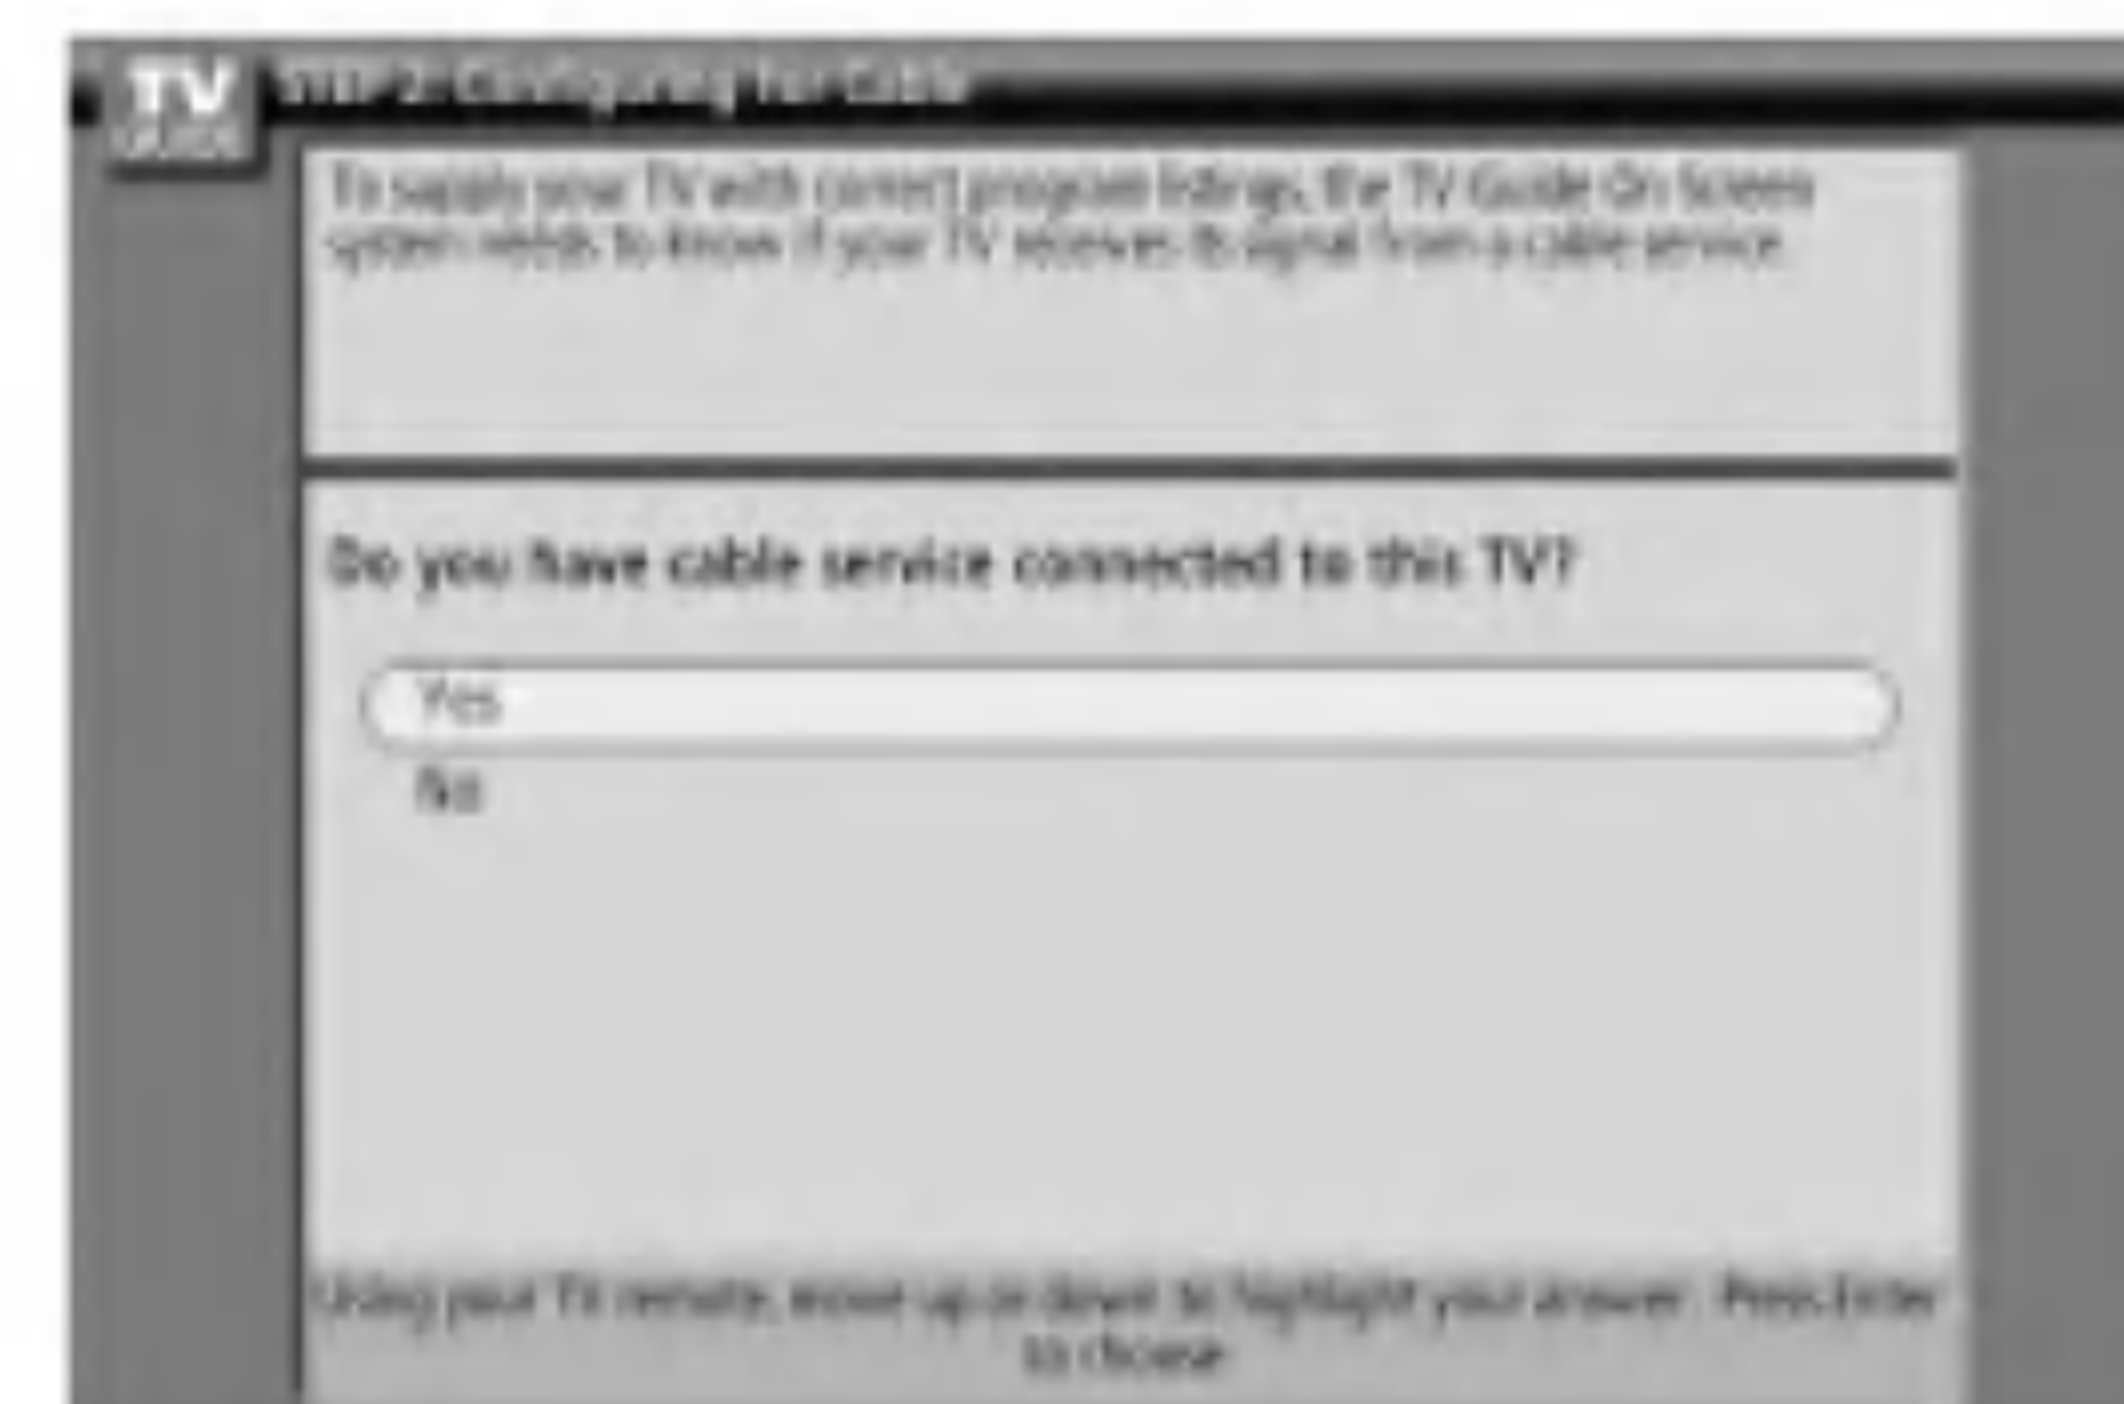 TV
GUIDE
STEP 2: Configuring For Cable
To supply your TV with correct program listings, the TV Guide On Screen
system needs to know if your TV receives its signal from a cable service.
Do you have cable service connected to this TV?
Yes
No
Using your TV remote, move up or down to highlight your answer. Press Enter
to choose